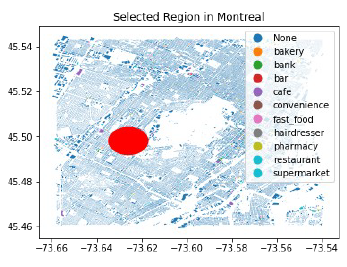 Selected Region in Montreal
45.54
45.52
45.50
45.48
45.46
None
bakery
bank
bar
cafe
convenience
fast_food
hairdresser
pharmacy
restaurant
supermarket
−73.66 −73.64 −73.62 −73.60 −73.58 −73.56 −73.54